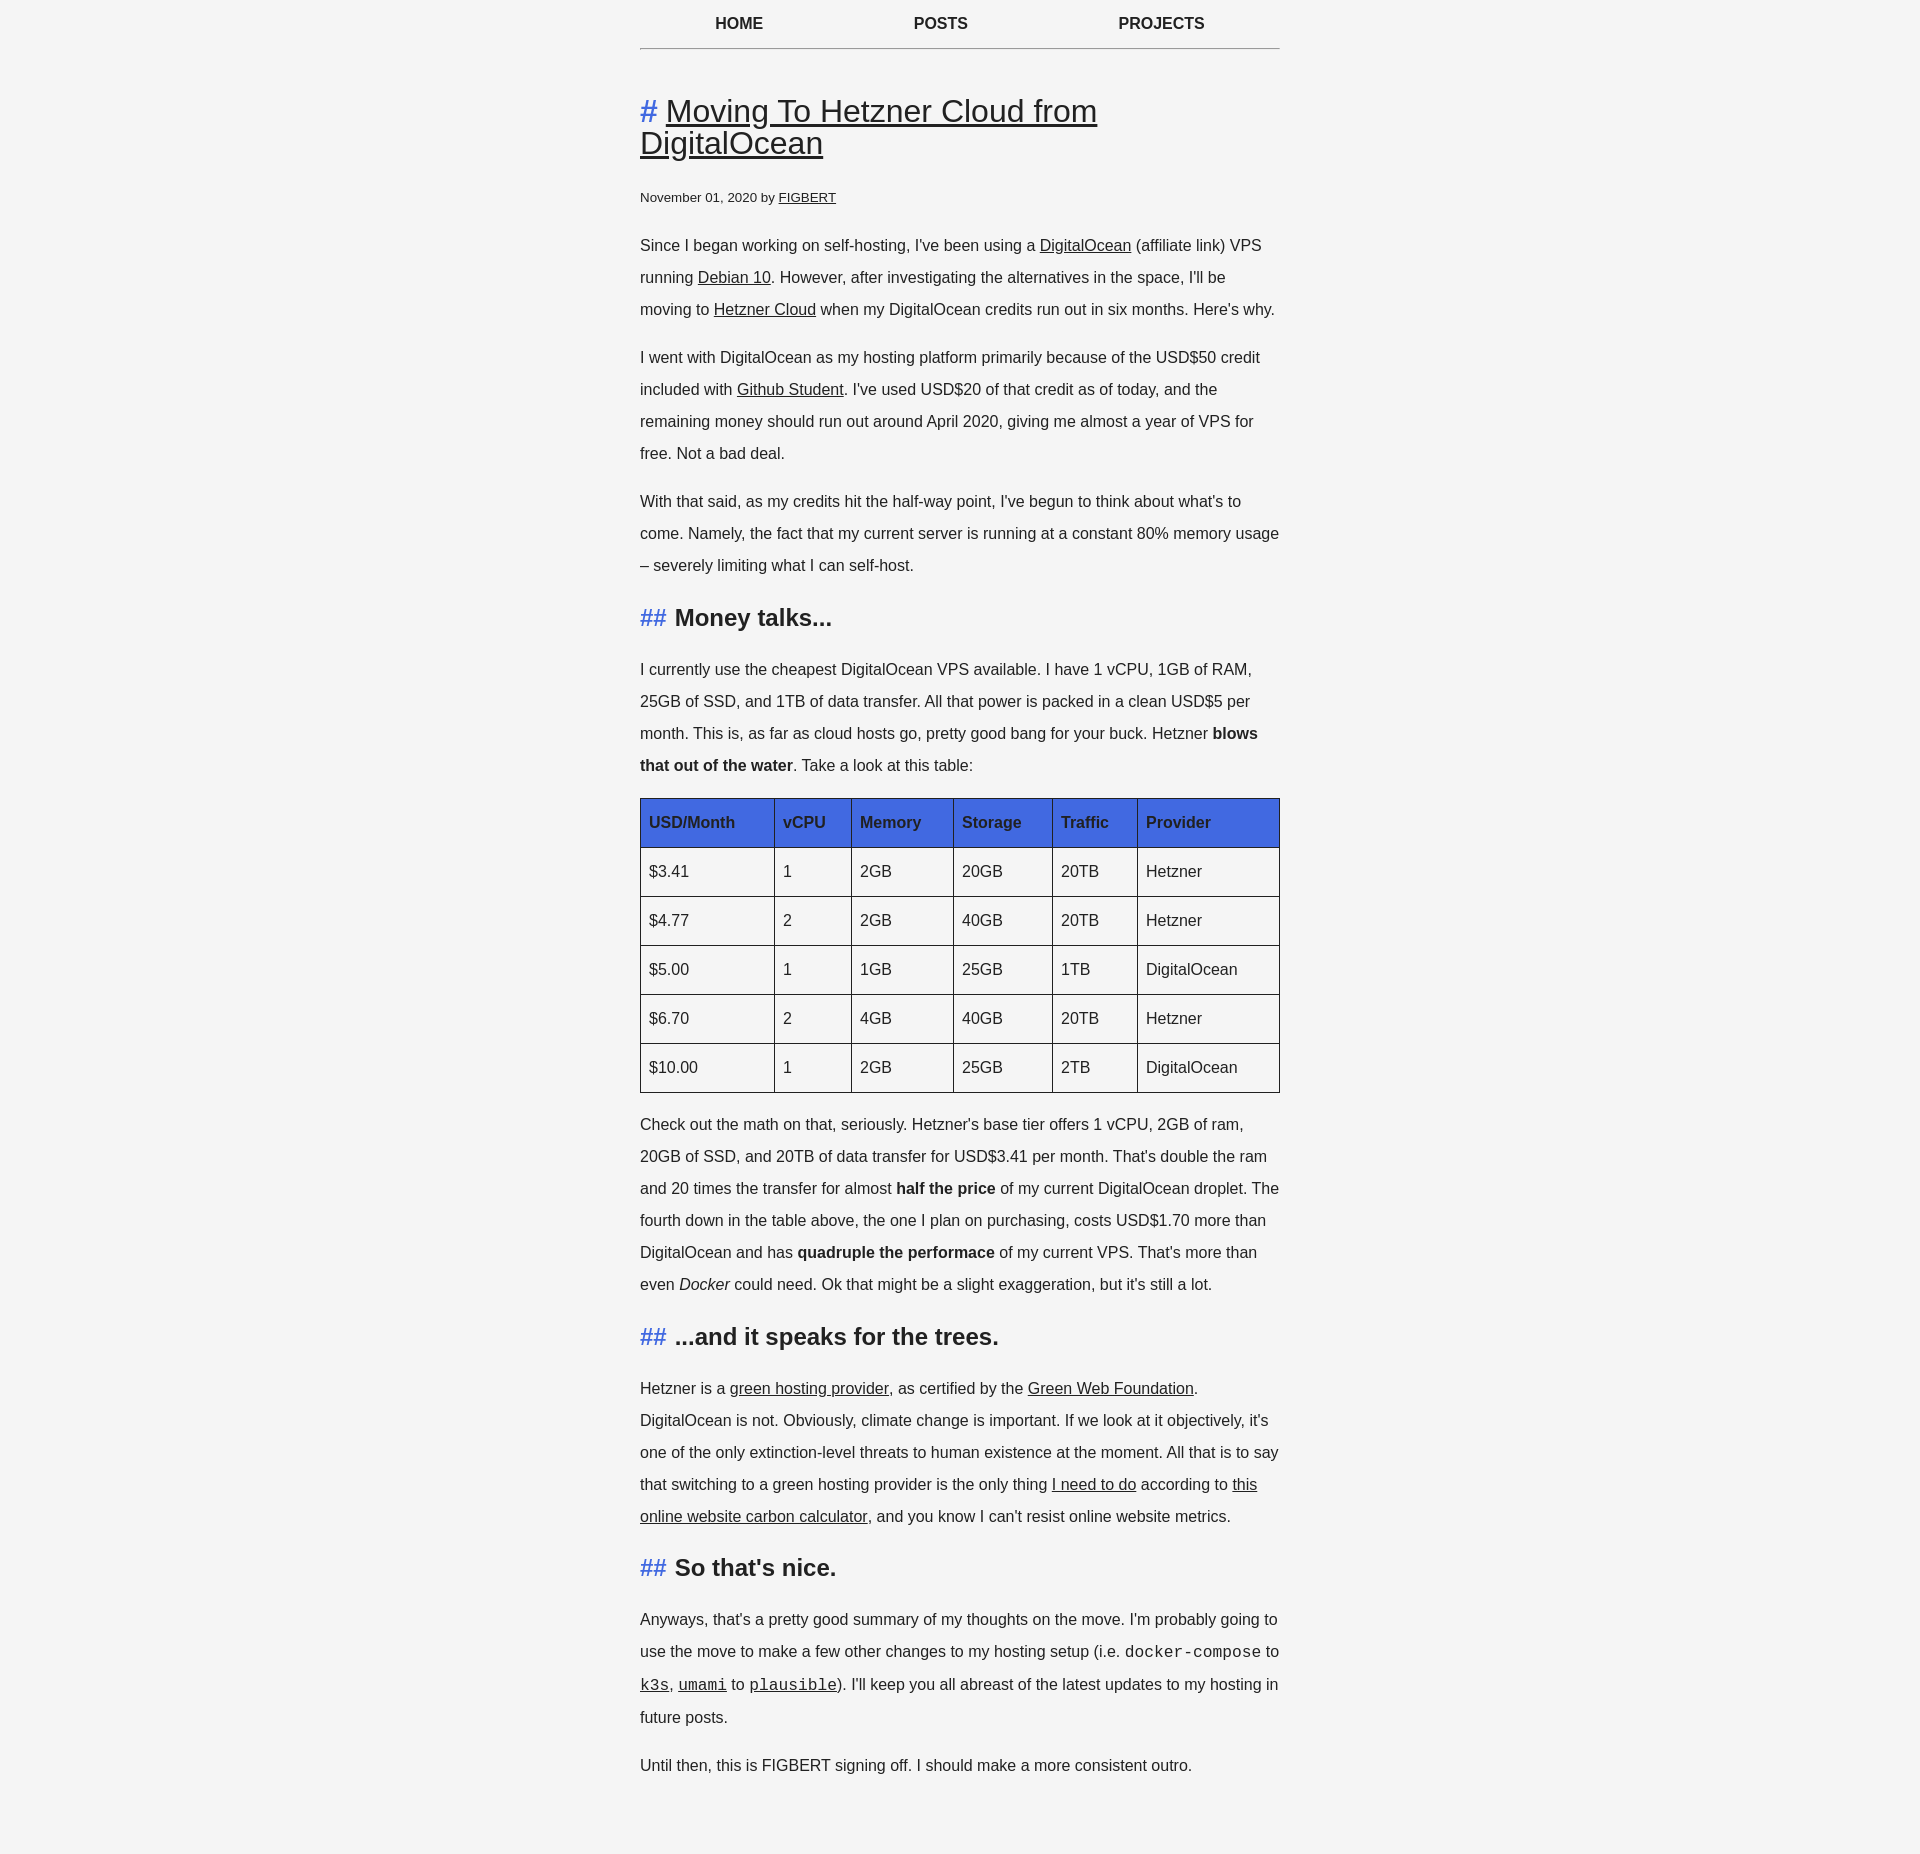 HOME POSTS PROJECTS
# Moving To Hetzner Cloud from
DigitalOcean
November 01, 2020 by FIGBERT
Since I began working on self-hosting, I've been using a DigitalOcean (affiliate link) VPS
running Debian 10. However, after investigating the alternatives in the space, I'll be
moving to Hetzner Cloud when my DigitalOcean credits run out in six months. Here's why.
I went with DigitalOcean as my hosting platform primarily because of the USD$50 credit
included with Github Student. I've used USD$20 of that credit as of today, and the
remaining money should run out around April 2020, giving me almost a year of VPS for
free. Not a bad deal.
With that said, as my credits hit the half-way point, I've begun to think about what's to
come. Namely, the fact that my current server is running at a constant 80% memory usage
– severely limiting what I can self-host.
## Money talks...
I currently use the cheapest DigitalOcean VPS available. I have 1 vCPU, 1GB of RAM,
25GB of SSD, and 1TB of data transfer. All that power is packed in a clean USD$5 per
month. This is, as far as cloud hosts go, pretty good bang for your buck. Hetzner blows
that out of the water. Take a look at this table:
USD/Month vCPU Memory Storage Traffic Provider
$3.41 1 2GB 20GB 20TB Hetzner
$4.77 2 2GB 40GB 20TB Hetzner
$5.00 1 1GB 25GB 1TB DigitalOcean
$6.70 2 4GB 40GB 20TB Hetzner
$10.00 1 2GB 25GB 2TB DigitalOcean
Check out the math on that, seriously. Hetzner's base tier offers 1 vCPU, 2GB of ram,
20GB of SSD, and 20TB of data transfer for USD$3.41 per month. That's double the ram
and 20 times the transfer for almost half the price of my current DigitalOcean droplet. The
fourth down in the table above, the one I plan on purchasing, costs USD$1.70 more than
DigitalOcean and has quadruple the performace of my current VPS. That's more than
even Docker could need. Ok that might be a slight exaggeration, but it's still a lot.
## ...and it speaks for the trees.
Hetzner is a green hosting provider, as certified by the Green Web Foundation.
DigitalOcean is not. Obviously, climate change is important. If we look at it objectively, it's
one of the only extinction-level threats to human existence at the moment. All that is to say
that switching to a green hosting provider is the only thing I need to do according to this
online website carbon calculator, and you know I can't resist online website metrics.
## So that's nice.
Anyways, that's a pretty good summary of my thoughts on the move. I'm probably going to
use the move to make a few other changes to my hosting setup (i.e. docker-compose to
k3s, umami to plausible). I'll keep you all abreast of the latest updates to my hosting in
future posts.
Until then, this is FIGBERT signing off. I should make a more consistent outro.